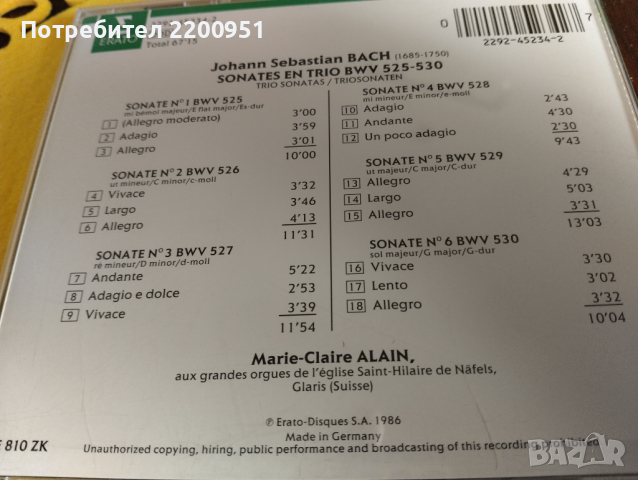 Потребител 2200951
ERATO
Total 67'15
0
7
2292-45234-2
Johann Sebastian BACH (1685-1750)
SONATES EN TRIO BWV 525-530
TRIO SONATAS / TRIOSONATEN
SONATE Nº1 BWV 525
mi bémol majeur/E flat major/Es-dur
1 (Allegro moderato) 3'00
2 Adagio 3'59
3 Allegro 3'01
10'00
SONATE Nº2 BWV 526
ut mineur/C minor/c-moll
4 Vivace 3'32
5 Largo 3'46
6 Allegro 4'13
11'31
SONATE Nº3 BWV 527
ré mineur/D minor/d-moll
7 Andante 5'22
8 Adagio e dolce 2'53
9 Vivace 3'39
11'54
SONATE Nº4 BWV 528
mi mineur/E minor/e-moll
10 Adagio 2'43
11 Andante 4'30
12 Un poco adagio 2'30
9'43
SONATE Nº5 BWV 529
ut majeur/C major/C-dur
13 Allegro 4'29
14 Largo 5'03
15 Allegro 3'31
13'03
SONATE Nº6 BWV 530
sol majeur/G major/G-dur
16 Vivace 3'30
17 Lento 3'02
18 Allegro 3'32
10'04
Marie-Claire ALAIN,
aux grandes orgues de l'église Saint-Hilaire de Näfels,
Glaris (Suisse)
℗ Erato-Disques S.A. 1986
Made in Germany
810 ZK
Unauthorized copying, hiring, public performance and broadcasting of this recording prohibited
BAZAR
bazar.bg